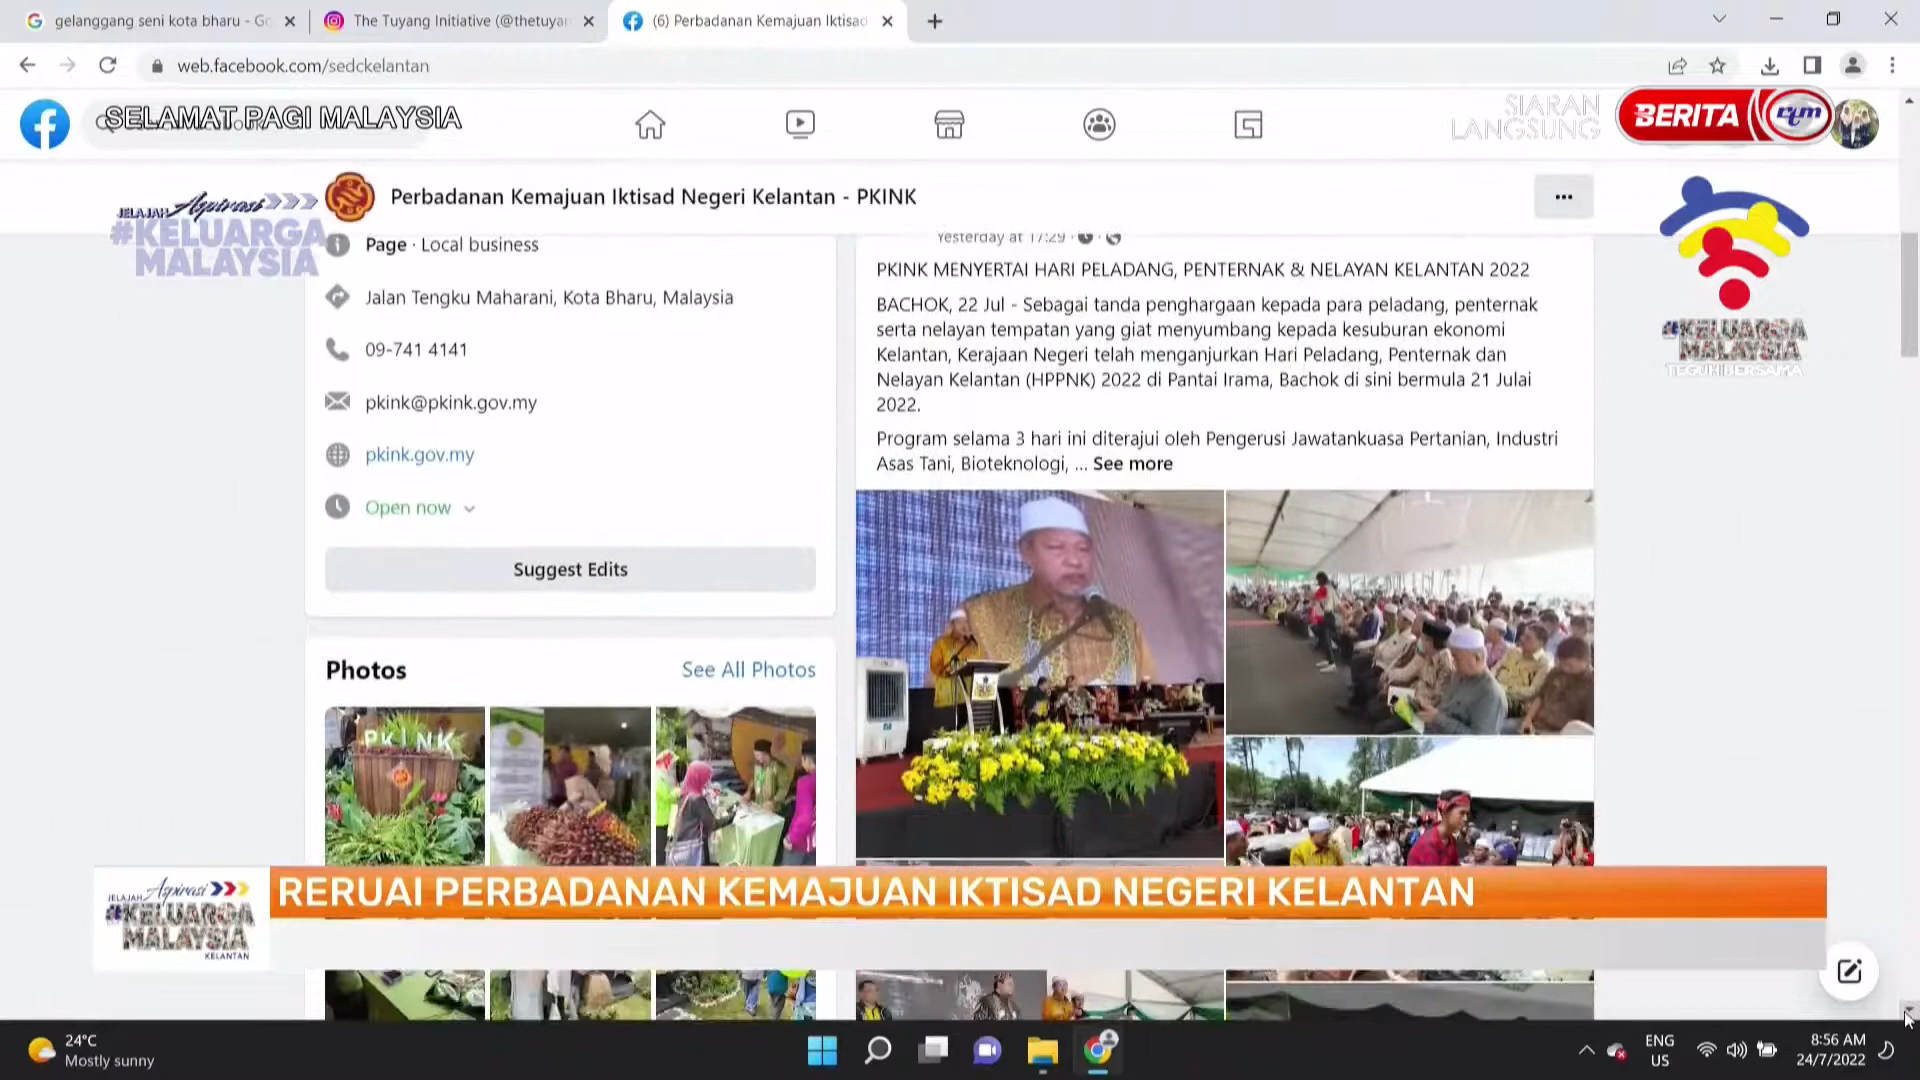 gelanggang seni kota bharu - Go
The Tuyang Initiative (@thetuyan
(6) Perbadanan Kemajuan Iktisad
web.facebook.com/sedckelantan
SELAMAT PAGI MALAYSIA
SIARAN
LANGSUNG
BERITA rtm
JELAJAH Aspirasi
#KELUARGA
MALAYSIA
Perbadanan Kemajuan Iktisad Negeri Kelantan - PKINK
...
Page · Local business
Jalan Tengku Maharani, Kota Bharu, Malaysia
09-741 4141
pkink@pkink.gov.my
pkink.gov.my
Open now
Suggest Edits
Photos
See All Photos
PKINK
Yesterday at 17:29
PKINK MENYERTAI HARI PELADANG, PENTERNAK & NELAYAN KELANTAN 2022
BACHOK, 22 Jul - Sebagai tanda penghargaan kepada para peladang, penternak
serta nelayan tempatan yang giat menyumbang kepada kesuburan ekonomi
Kelantan, Kerajaan Negeri telah menganjurkan Hari Peladang, Penternak dan
Nelayan Kelantan (HPPNK) 2022 di Pantai Irama, Bachok di sini bermula 21 Julai
2022.
Program selama 3 hari ini diterajui oleh Pengerusi Jawatankuasa Pertanian, Industri
Asas Tani, Bioteknologi, ... See more
#KELUARGA
MALAYSIA
TEGUH BERSAMA
JELAJAH Aspirasi
#KELUARGA
MALAYSIA
KELANTAN
RERUAI PERBADANAN KEMAJUAN IKTISAD NEGERI KELANTAN
24°C
Mostly sunny
ENG
US
8:56 AM
24/7/2022